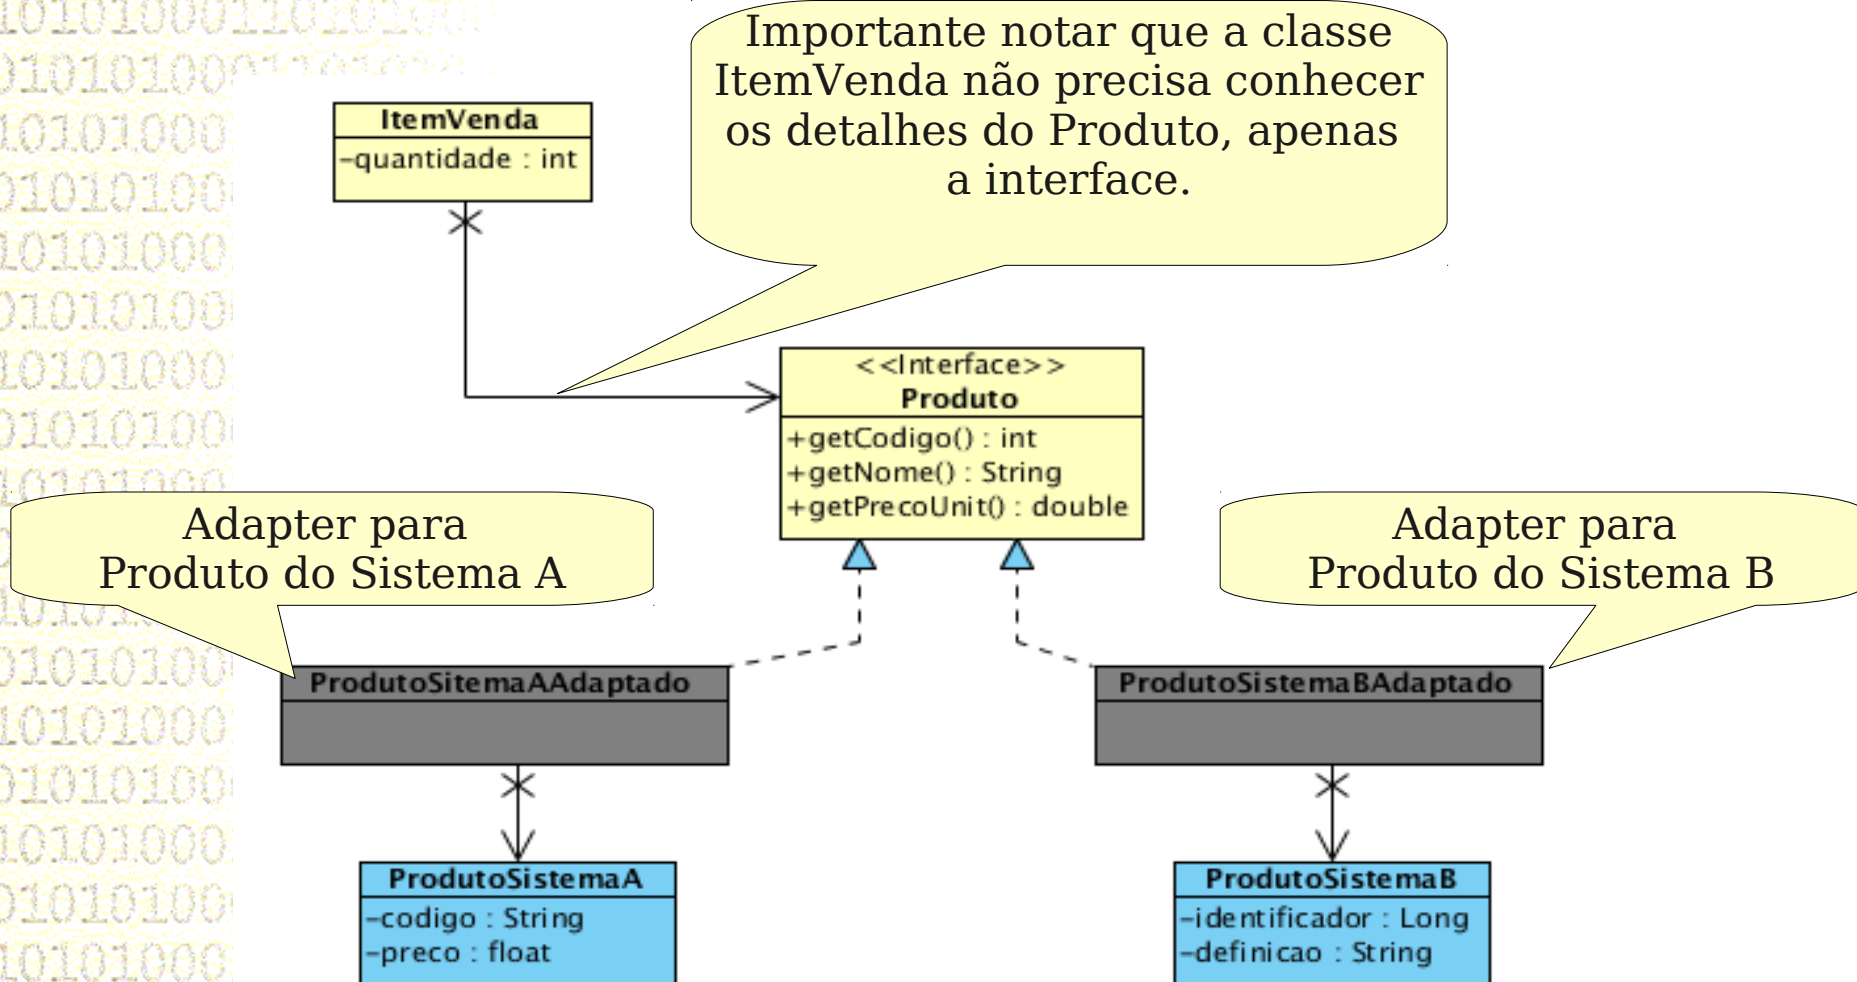 Importante notar que a classe
ItemVenda não precisa conhecer
os detalhes do Produto, apenas
a interface.
ItemVenda
-quantidade : int
<<Interface>>
Produto
+getCodigo() : int
+getNome() : String
+getPrecoUnit() : double
Adapter para
Produto do Sistema A
Adapter para
Produto do Sistema B
ProdutoSitemaAAdaptado
ProdutoSistemaBAdaptado
ProdutoSistemaA
-codigo : String
-preco : float
ProdutoSistemaB
-identificador : Long
-definicao : String